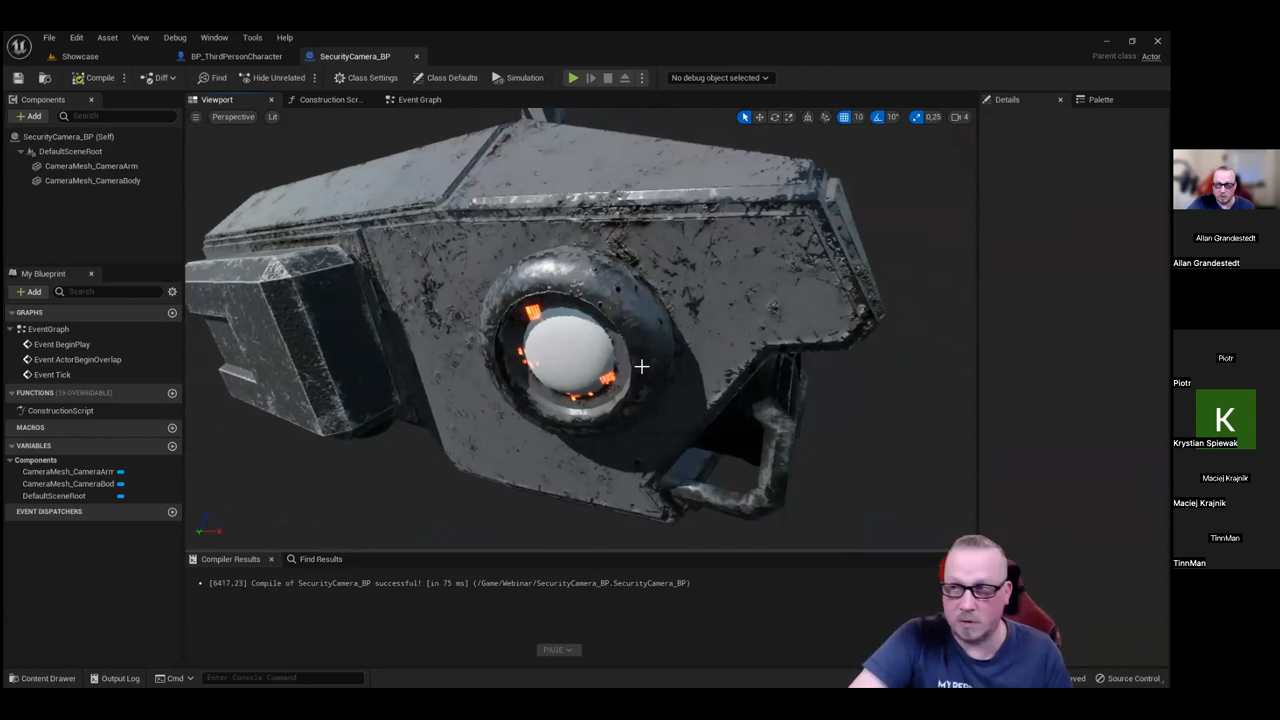 File Edit Asset View Debug Window Tools Help
Showcase BP_ThirdPersonCharacter SecurityCamera_BP Parent class: Actor
Compile Diff Find Hide Unrelated Class Settings Class Defaults Simulation No debug object selected
Components Viewport Construction Scr... Event Graph Details Palette
Add Search Perspective Lit 10 10° 0,25 4
SecurityCamera_BP (Self)
DefaultSceneRoot
CameraMesh_CameraArm
CameraMesh_CameraBody
My Blueprint
Add Search
GRAPHS
EventGraph
Event BeginPlay
Event ActorBeginOverlap
Event Tick
FUNCTIONS (19 OVERRIDABLE)
ConstructionScript
MACROS
VARIABLES
Components
CameraMesh_CameraArm
CameraMesh_CameraBod
DefaultSceneRoot
EVENT DISPATCHERS
Compiler Results Find Results
[6417,23] Compile of SecurityCamera_BP successful! [in 75 ms] (/Game/Webinar/SecurityCamera_BP.SecurityCamera_BP)
PAGE
Content Drawer Output Log Cmd Enter Console Command Source Control
Allan Grandestedt
Allan Grandestedt
Piotr
Piotr
K
Krystian Spiewak
Maciej Krajnik
Maciej Krajnik
TinnMan
TinnMan